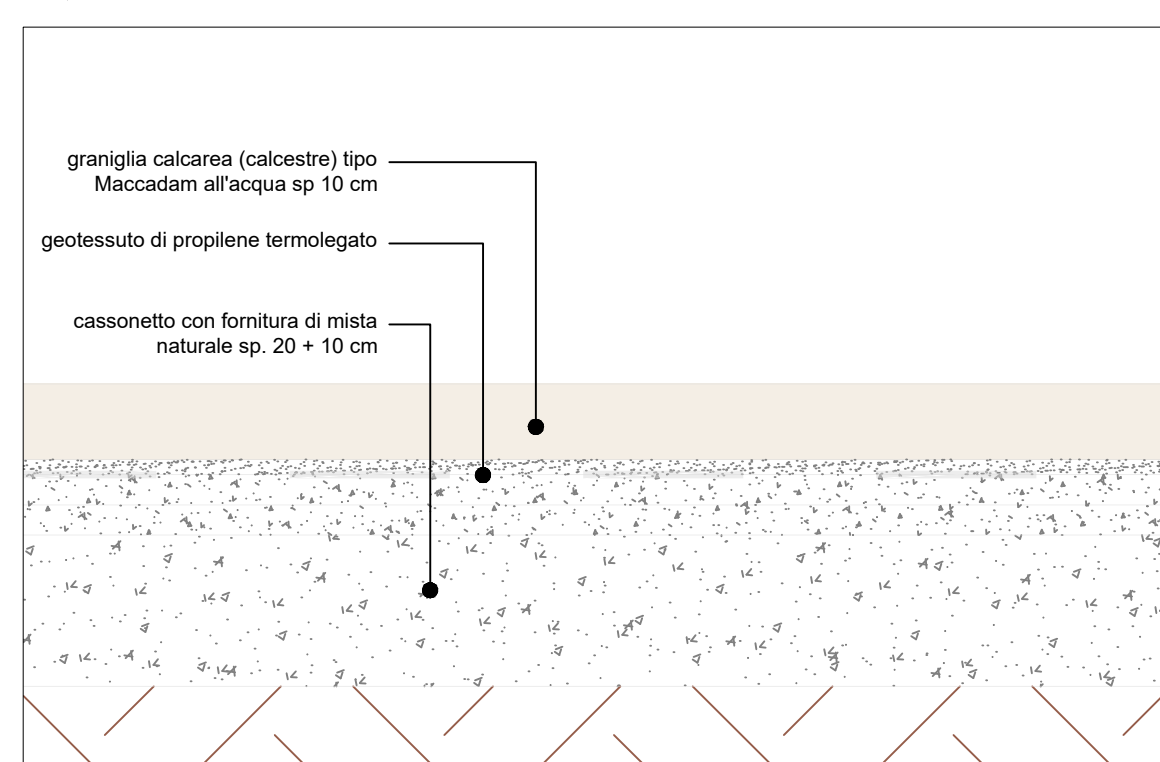 graniglia calcarea (calcestre) tipo
Maccadam all'acqua sp 10 cm
geotessuto di propilene termolegato
cassonetto con fornitura di mista
naturale sp. 20 + 10 cm